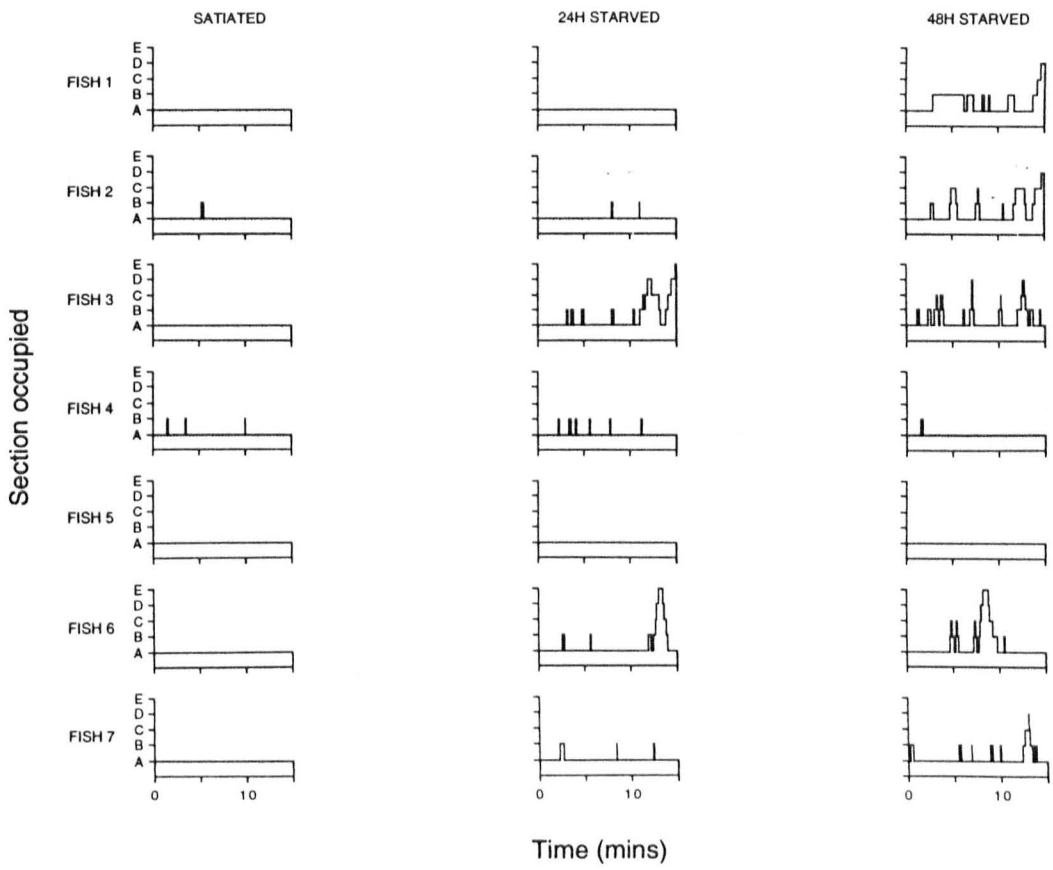 SATIATED 24H STARVED 48H STARVED
Section occupied
FISH 1
E
D
C
B
A
FISH 2
E
D
C
B
A
FISH 3
E
D
C
B
A
FISH 4
E
D
C
B
A
FISH 5
E
D
C
B
A
FISH 6
E
D
C
B
A
FISH 7
E
D
C
B
A
0 10 0 10 0 10
Time (mins)